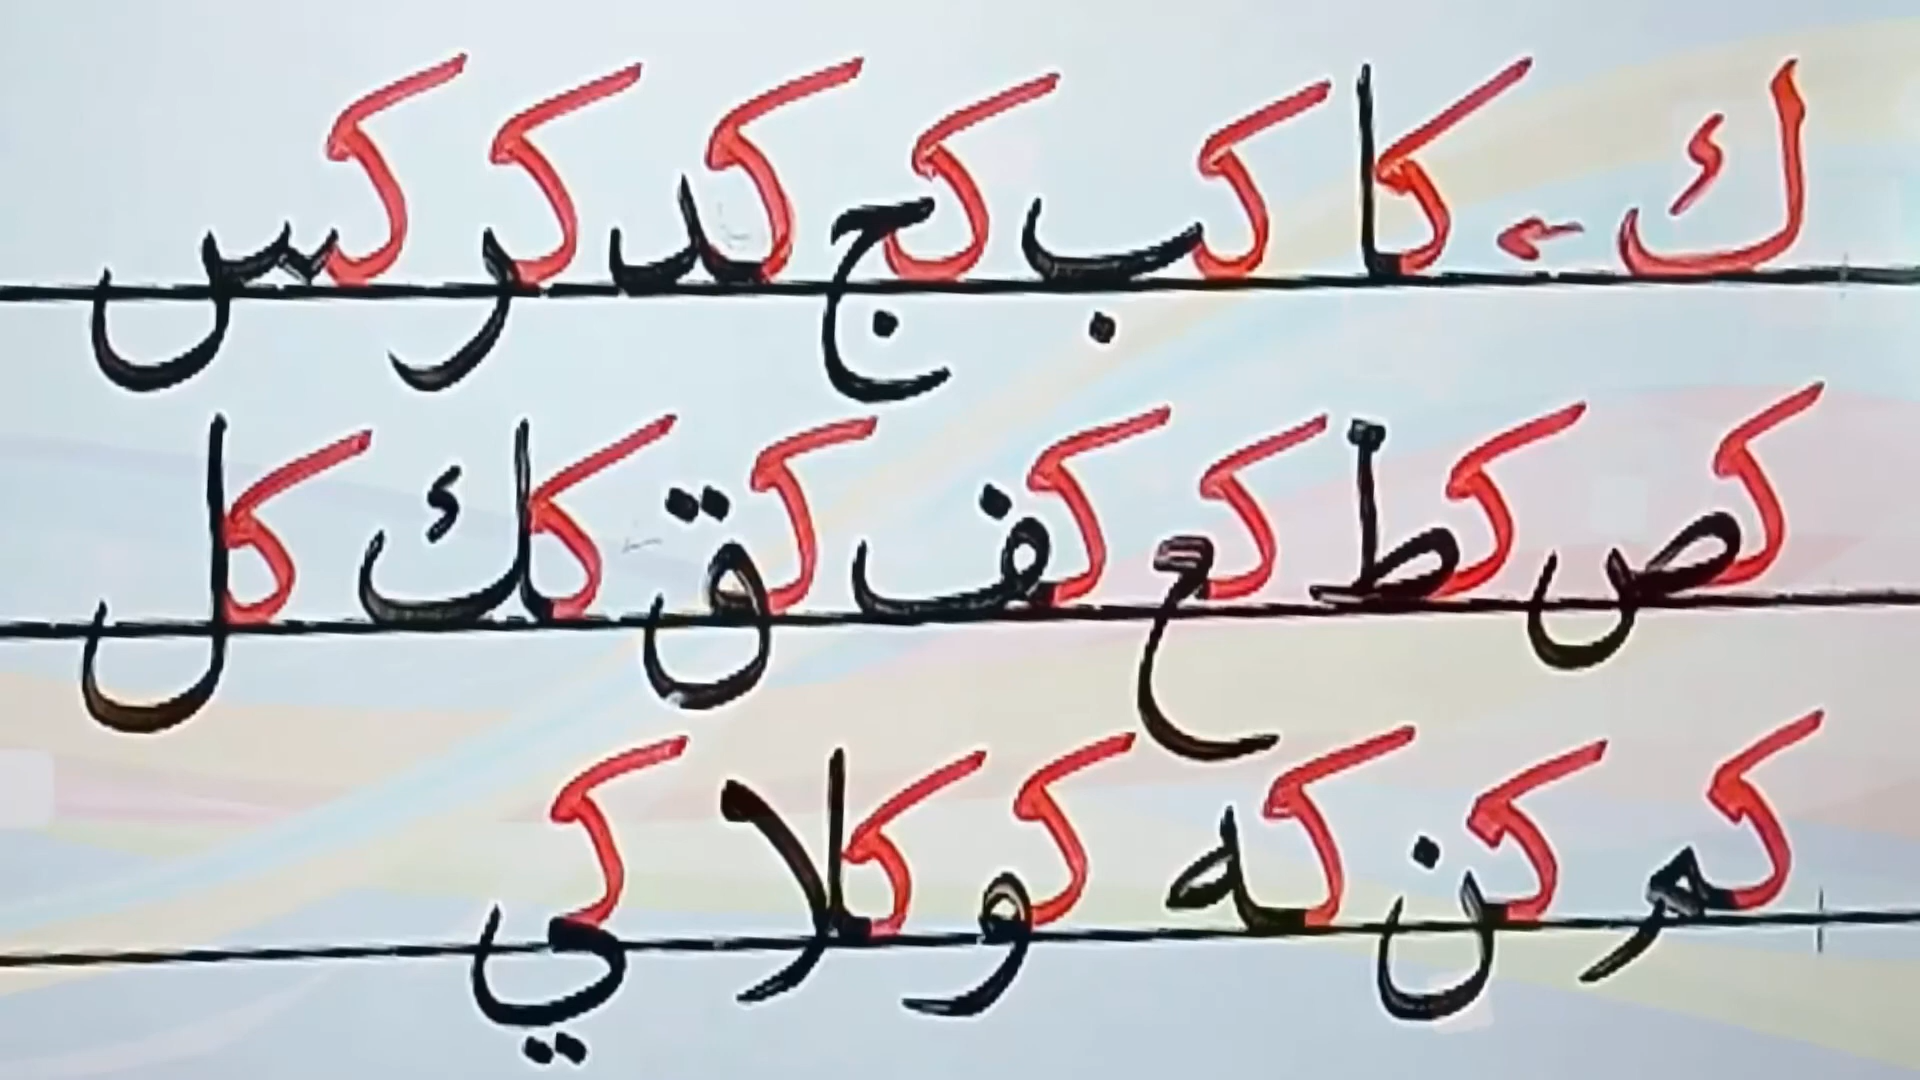 ك - كا كب كج كد كر كس
كص كط كع كف كق كك كل
كم كن كه كو كلا كي